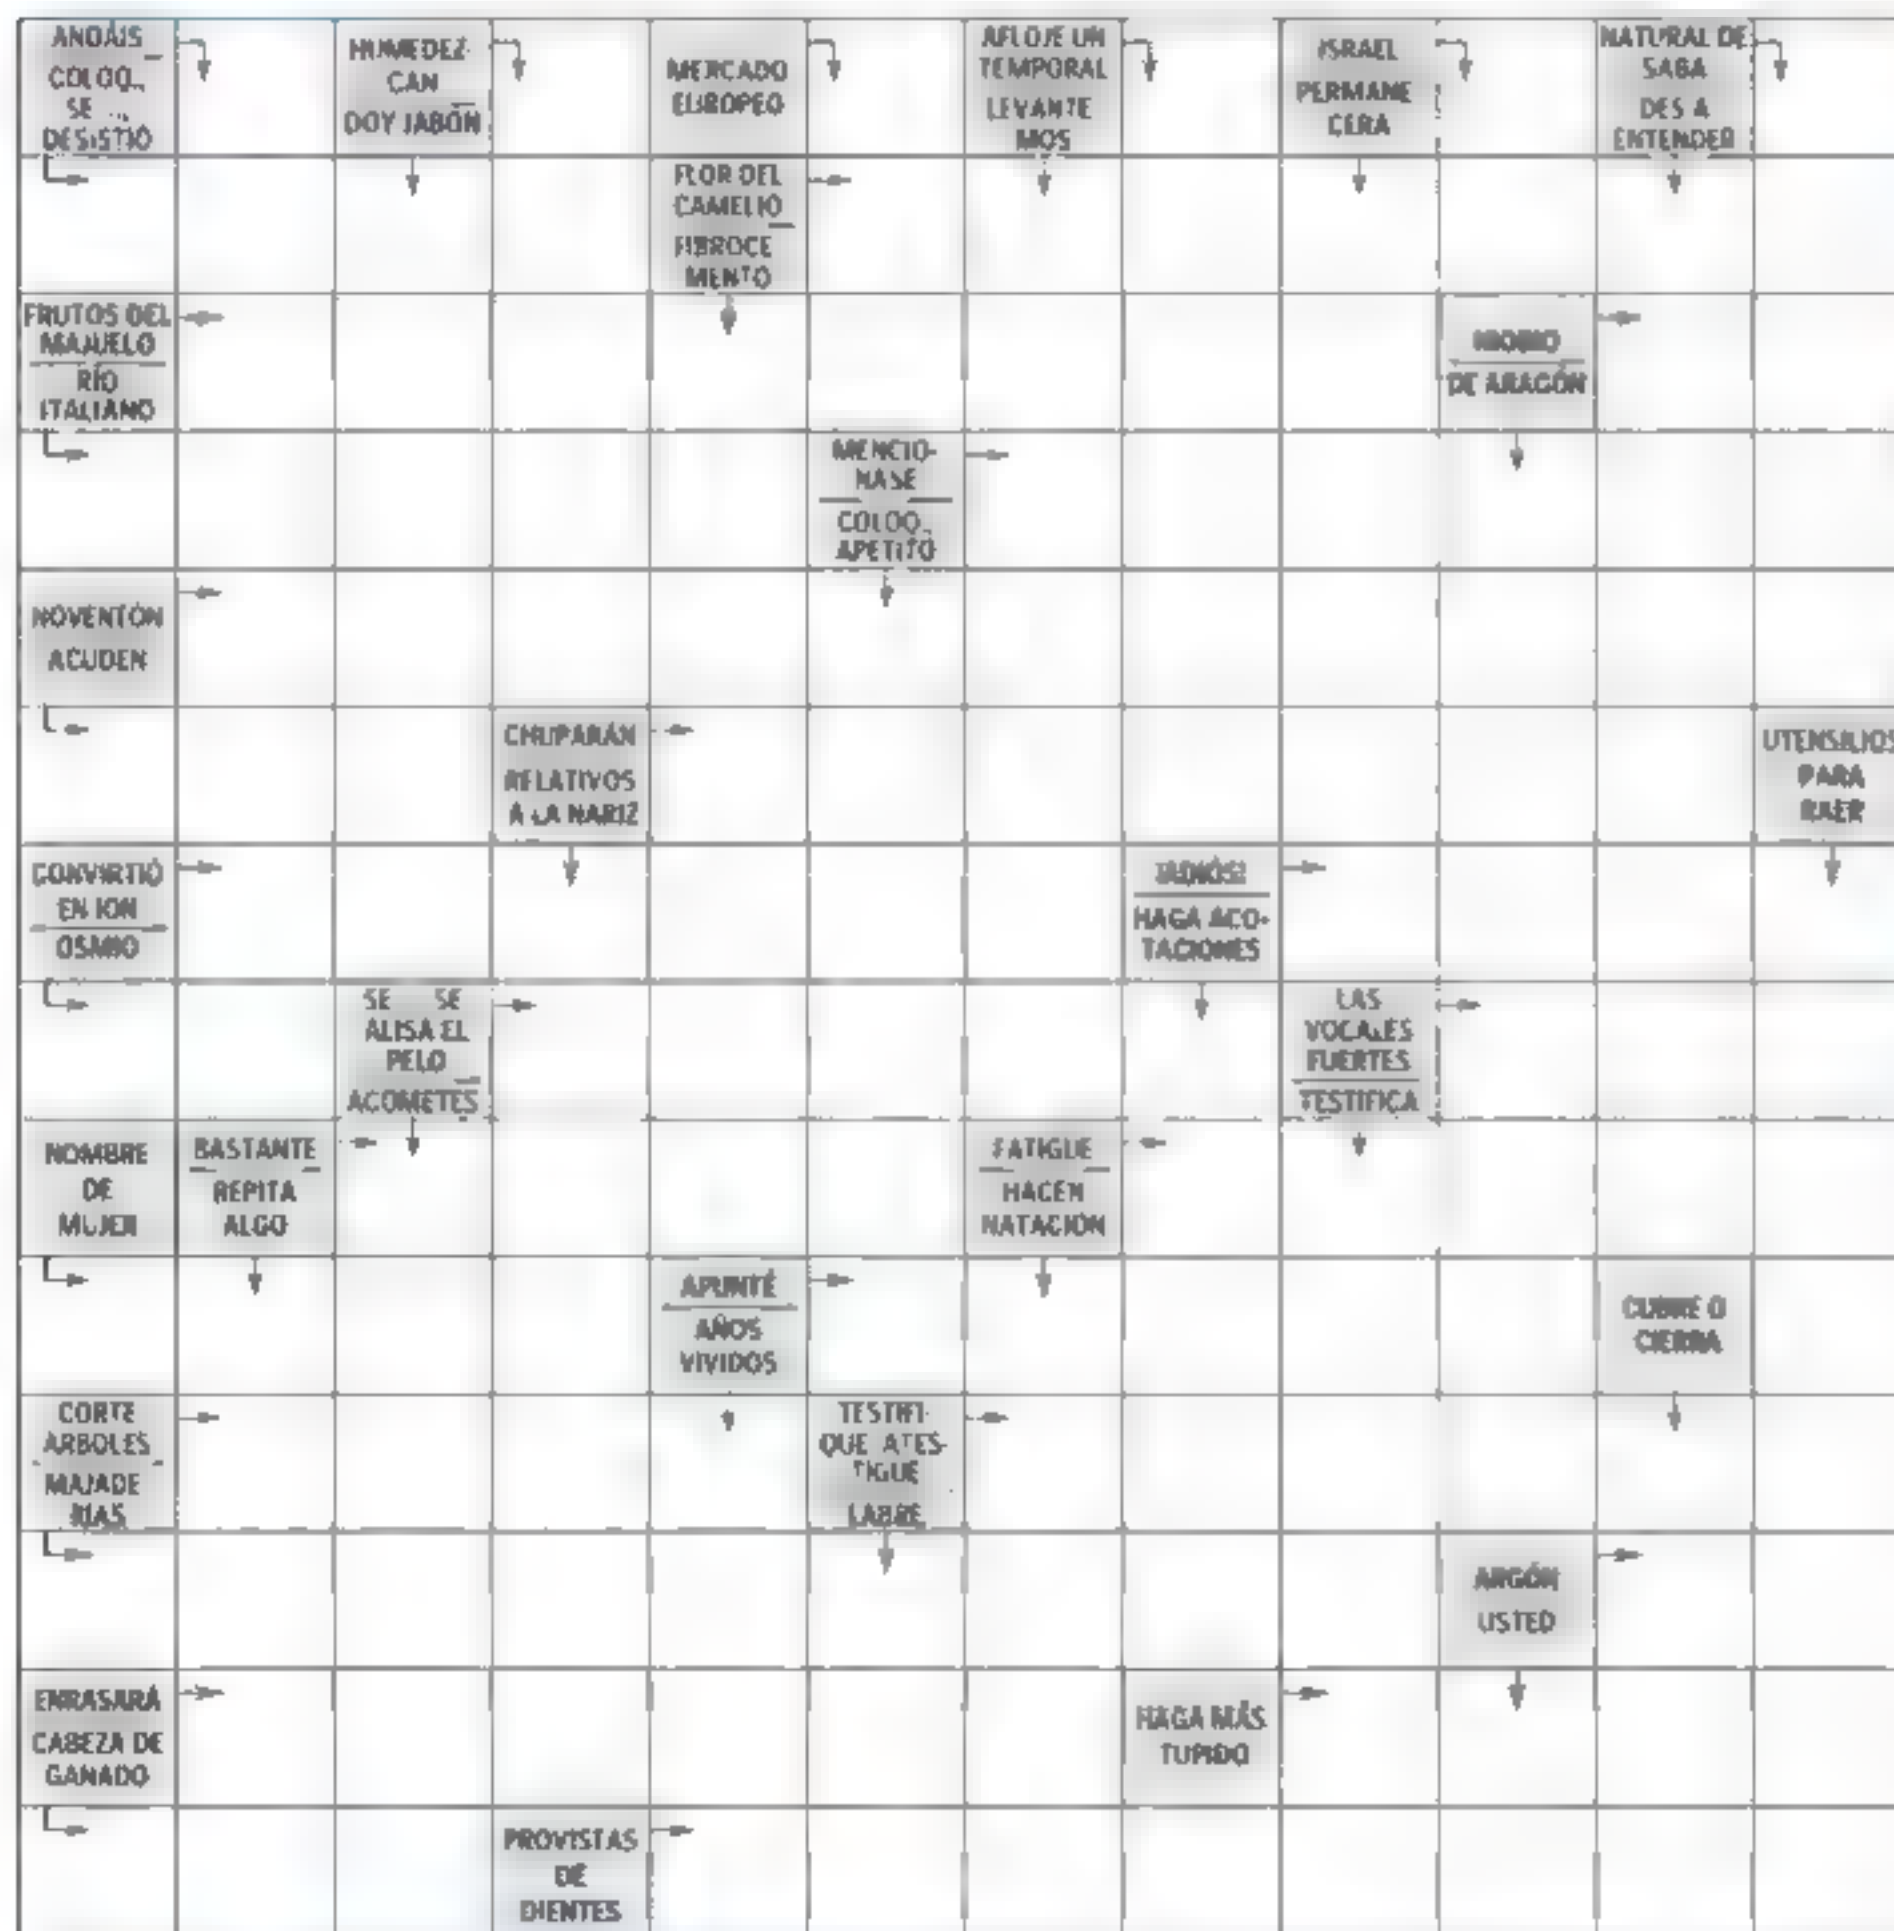 ANDÁIS
COLOQ.,
SE ...,
DESISTIÓ
HUMEDEZ-
CAN
DOY JABÓN
MERCADO
EUROPEO
AFLOJE UN
TEMPORAL
LEVANTE
MOS
ISRAEL
PERMANE
CERÁ
NATURAL DE
SABA
DES A
ENTENDER
FLOR DEL
CAMELIO
FIBROCE
MENTO
FRUTOS DEL
MAJUELO
RÍO
ITALIANO
NIOBIO
DE ARAGÓN
MENCIO-
NASE
COLOQ.,
APETITO
NOVENTÓN
ACUDEN
CHUPARÁN
RELATIVOS
A LA NARIZ
UTENSILIOS
PARA
RAER
CONVIRTIÓ
EN ION
OSMIO
¡ADIÓS!
HAGA ACO-
TACIONES
SE SE
ALISA EL
PELO
ACOMETES
LAS
VOCALES
FUERTES
TESTIFICA
NOMBRE
DE
MUJER
BASTANTE
REPITA
ALGO
FATIGUE
HACEN
NATACIÓN
APUNTÉ
AÑOS
VIVIDOS
CUBRE O
CIERRA
CORTE
ÁRBOLES
MAJADE
RÍAS
TESTIFI-
QUE ATES-
TIGUE
LABRE
ARGÓN
USTED
ENRASARÁ
CABEZA DE
GANADO
HAGA MÁS
TUPIDO
PROVISTAS
DE
DIENTES